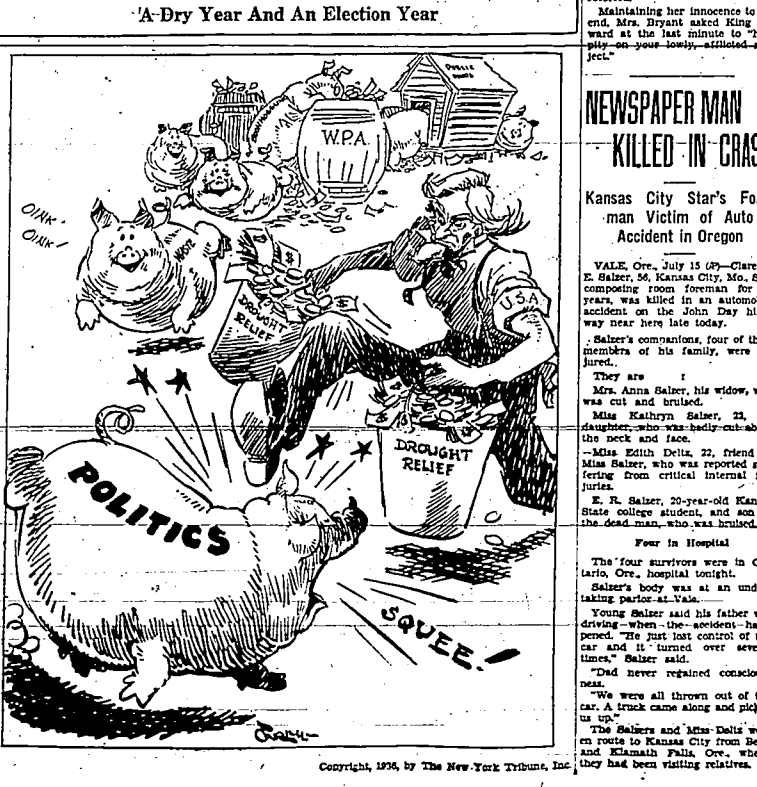 'A Dry Year And An Election Year
PUBLIC
W.P.A.
OINK-
OINK-
DROUGHT
RELIEF
U.S.A.
DROUGHT
RELIEF
POLITICS
SQUEE!
Copyright, 1936, by The New York Tribune, Inc.
Maintaining her innocence to
end, Mrs. Bryant asked King
ward at the last minute to "h
pity on your lowly, afflicted
ject."
NEWSPAPER MAN
KILLED IN CRAS
Kansas City Star's Fo
man Victim of Auto
Accident in Oregon
VALE, Ore., July 15 (AP)—Clare
E. Salzer, 56, Kansas City, Mo., S
composing room foreman for
years, was killed in an automo
accident on the John Day hi
way near here late today.
Salzer's companions, four of th
members of his family, were
jured.
They are
Mrs. Anna Salzer, his widow, w
was cut and bruised.
Miss Kathryn Salzer, 22,
daughter, who was badly cut ab
the neck and face.
—Miss Edith Deltz, 22, friend
Miss Salzer, who was reported s
fering from critical internal
juries.
E. R. Salzer, 20-year-old Kan
State college student, and son
the dead man, who was bruised.
Four in Hospital
The four survivors were in O
tario, Ore., hospital tonight.
Salzer's body was at an und
taking parlor at Vale.
Young Salzer said his father w
driving when the accident ha
pened. "He just lost control of
car and it turned over seve
times," Salzer said.
"Dad never regained conscio
ness.
"We were all thrown out of
car. A truck came along and pic
us up."
The Salzers and Miss Deltz w
en route to Kansas City from Be
and Klamath Falls, Ore., whe
they had been visiting relatives.